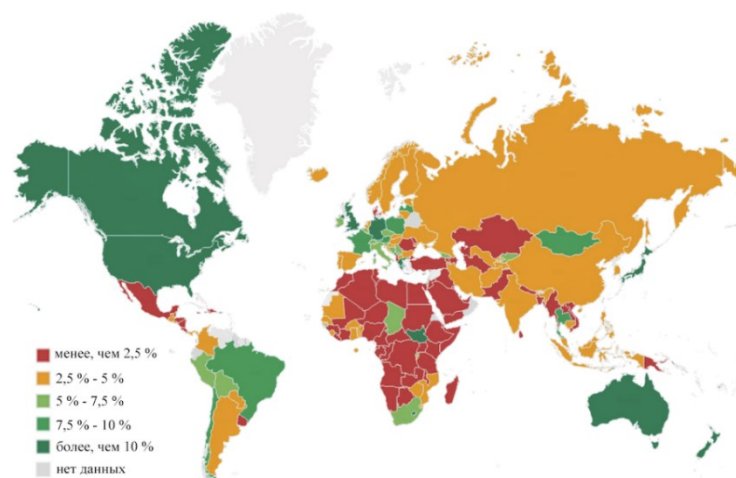 менее, чем 2,5 %
2,5 % - 5 %
5 % - 7,5 %
7,5 % - 10 %
более, чем 10 %
нет данных